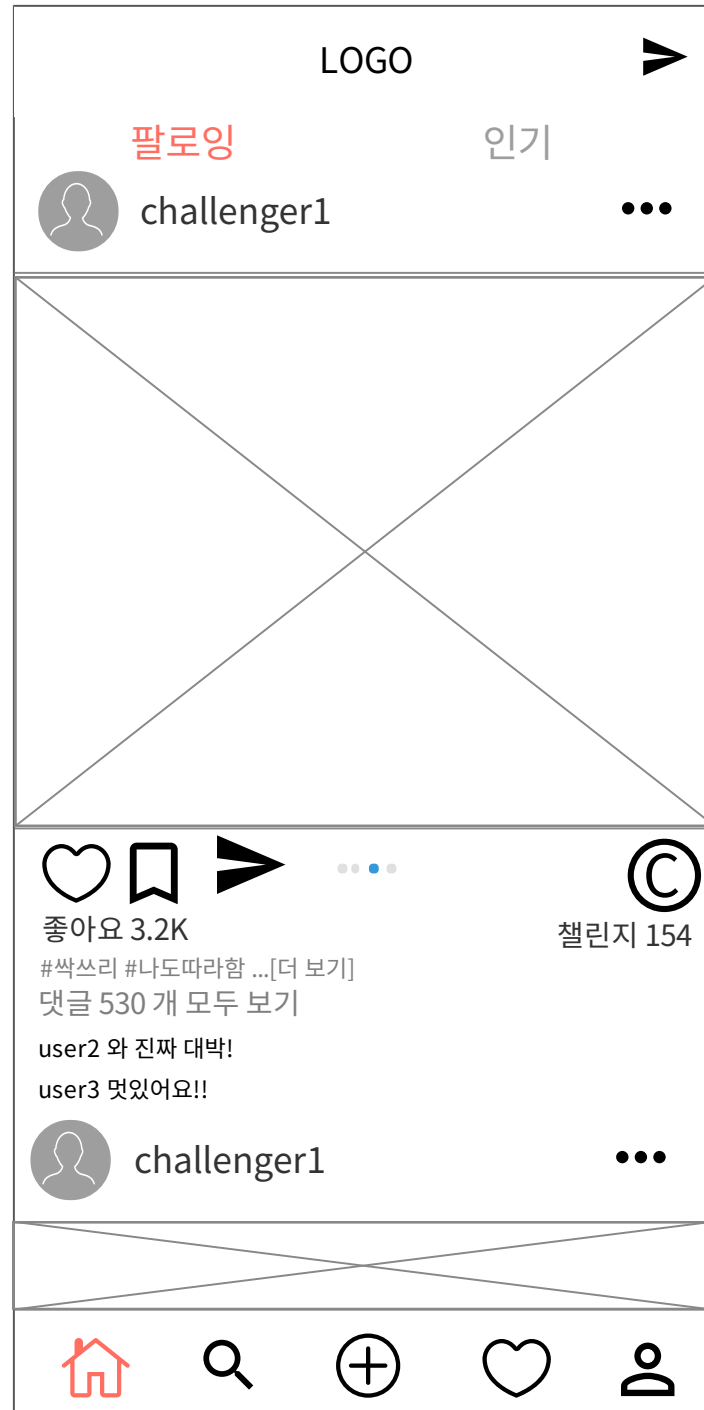 LOGO
팔로잉 인기
challenger1
좋아요 3.2K
챌린지 154
#싹쓰리 #나도따라함 ...[더 보기]
댓글 530 개 모두 보기
user2 와 진짜 대박!
user3 멋있어요!!
challenger1